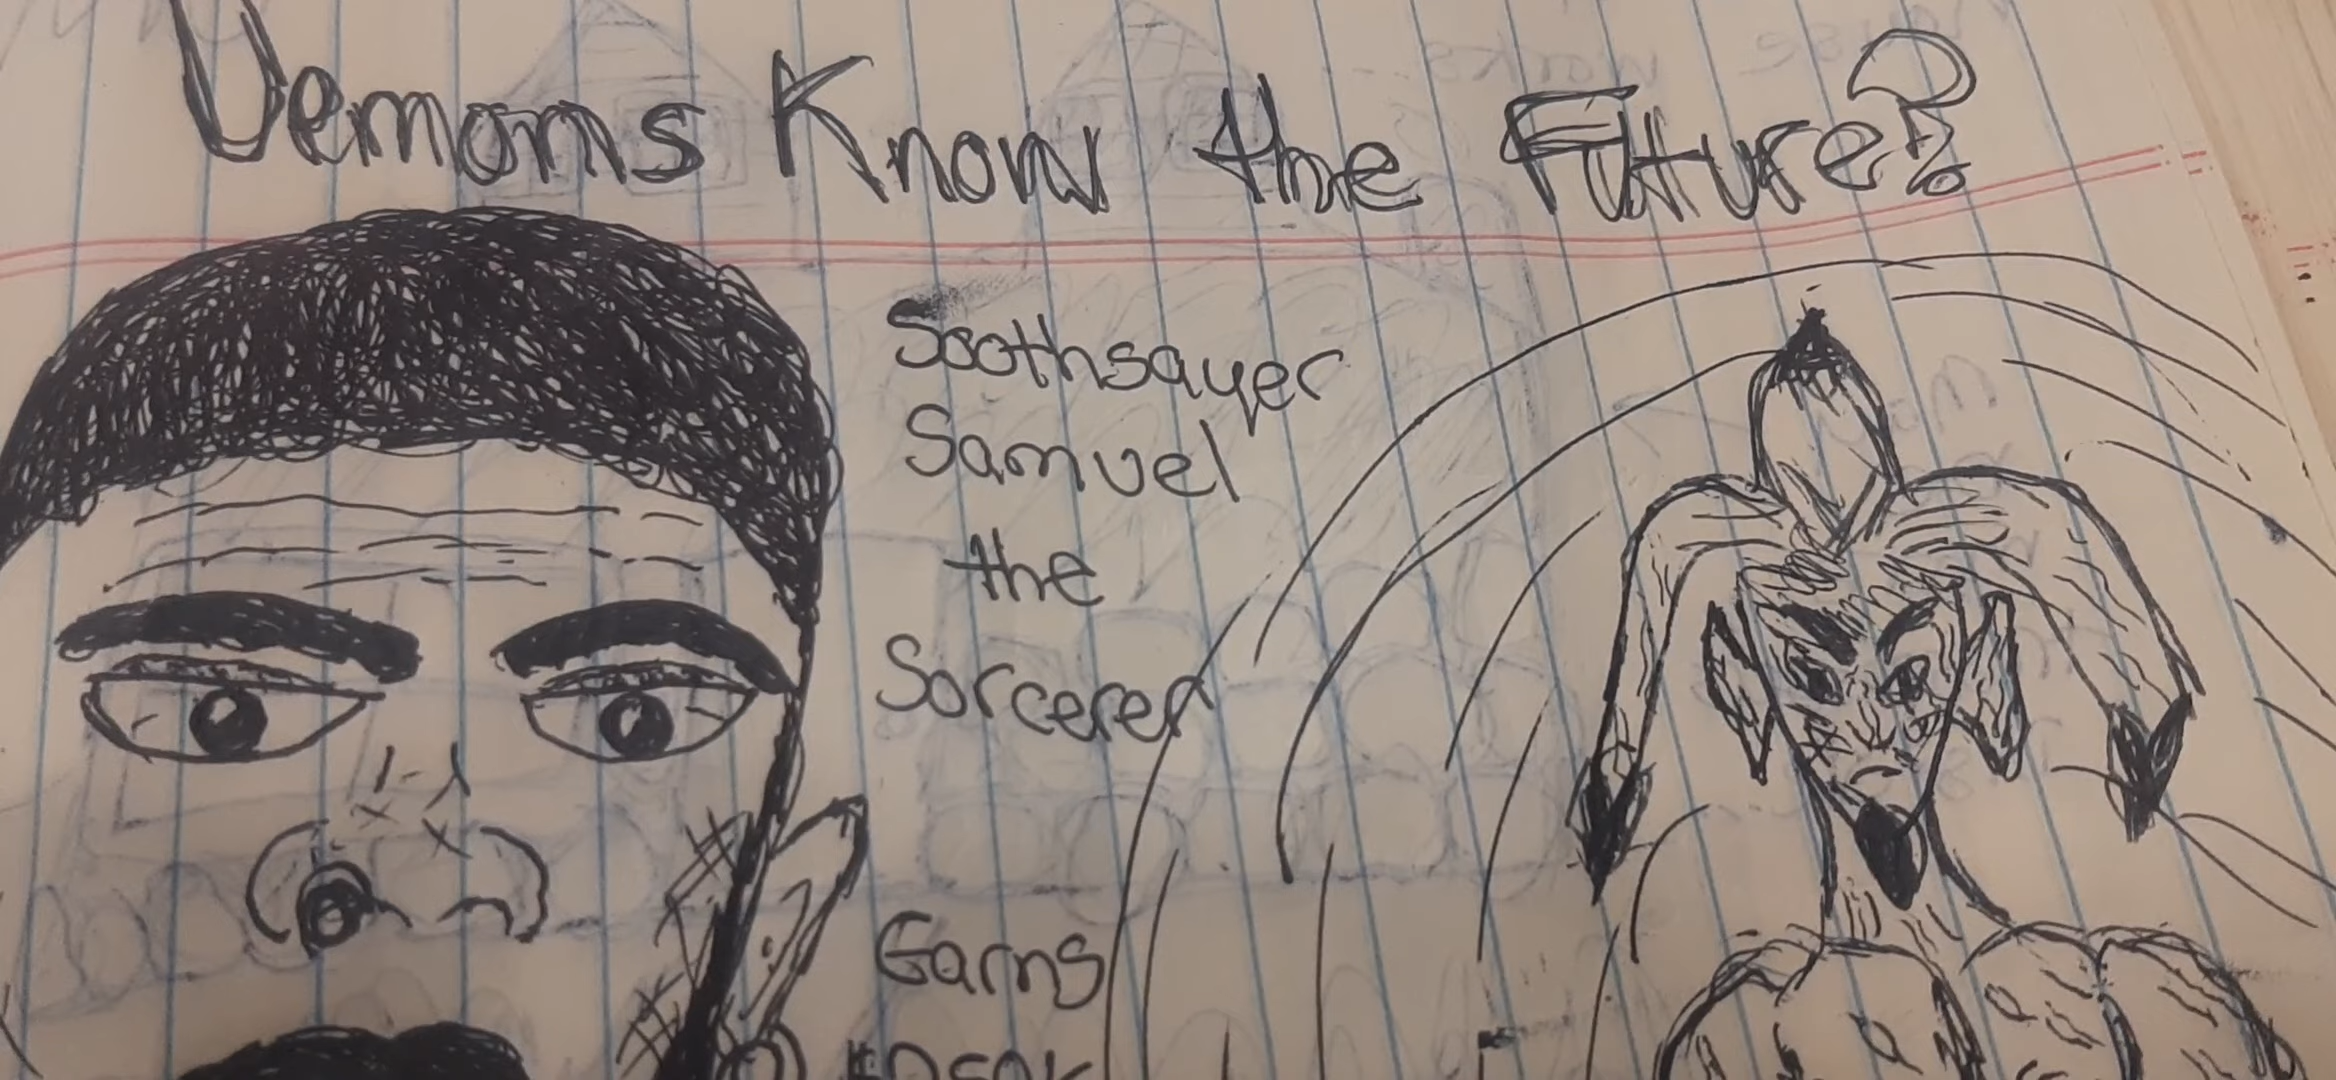 Demons Know the Future?
Soothsayer
Samuel
the
Sorcerer
Garns